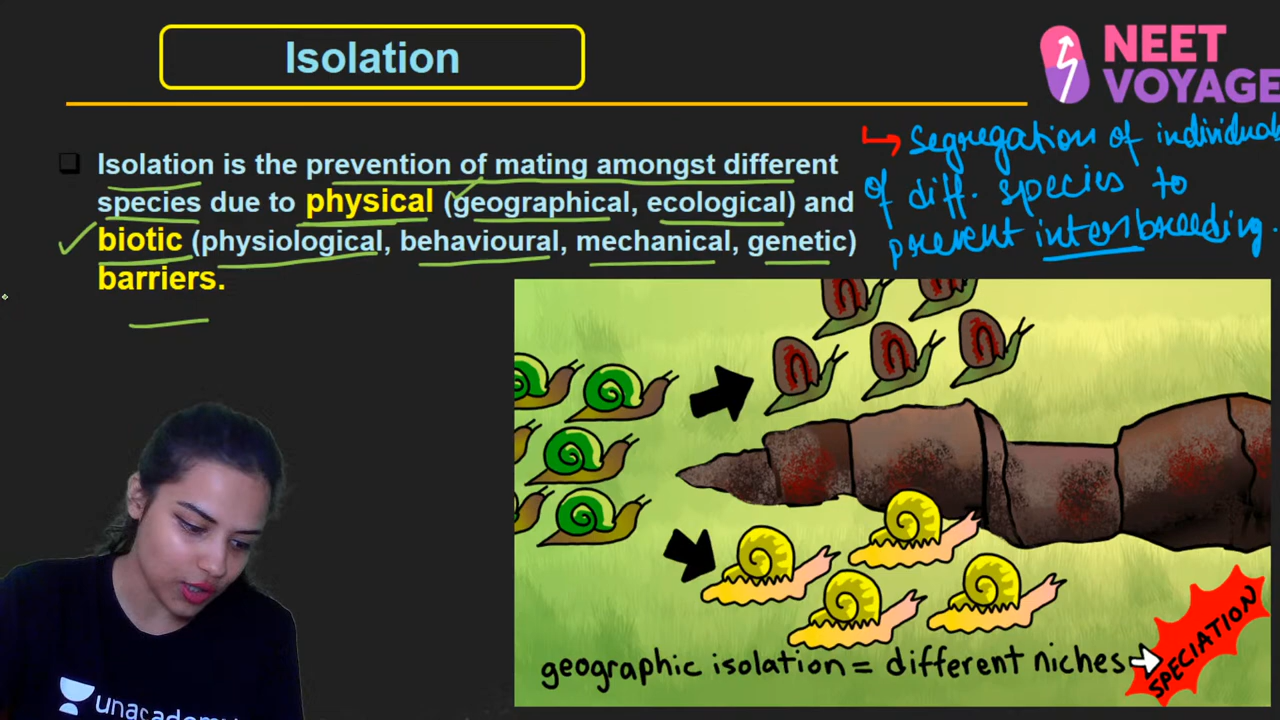 Isolation
NEET
VOYAGE
Isolation is the prevention of mating amongst different
species due to physical (geographical, ecological) and
biotic (physiological, behavioural, mechanical, genetic)
barriers.
Segregation of individual
of diff. species to
prevent interbreeding.
geographic isolation = different niches
SPECIATION
unacademy